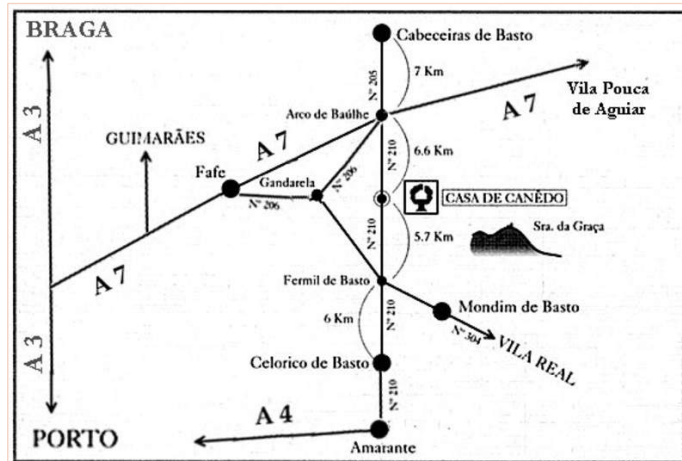 BRAGA
Cabeceiras de Basto
7 Km
Nº 205
Vila Pouca
de Aguiar
A 7
A 3
Arco de Baúlhe
GUIMARÃES
A 7
6.6 Km
Nº 210
Fafe
Gandarela
Nº 206
Nº 206
CASA DE CANÊDO
Nº 210
5.7 Km
Sra. da Graça
A 7
Fermil de Basto
6 Km
Nº 210
Mondim de Basto
Nº 304
VILA REAL
A 3
Celorico de Basto
Nº 210
PORTO
A 4
Amarante